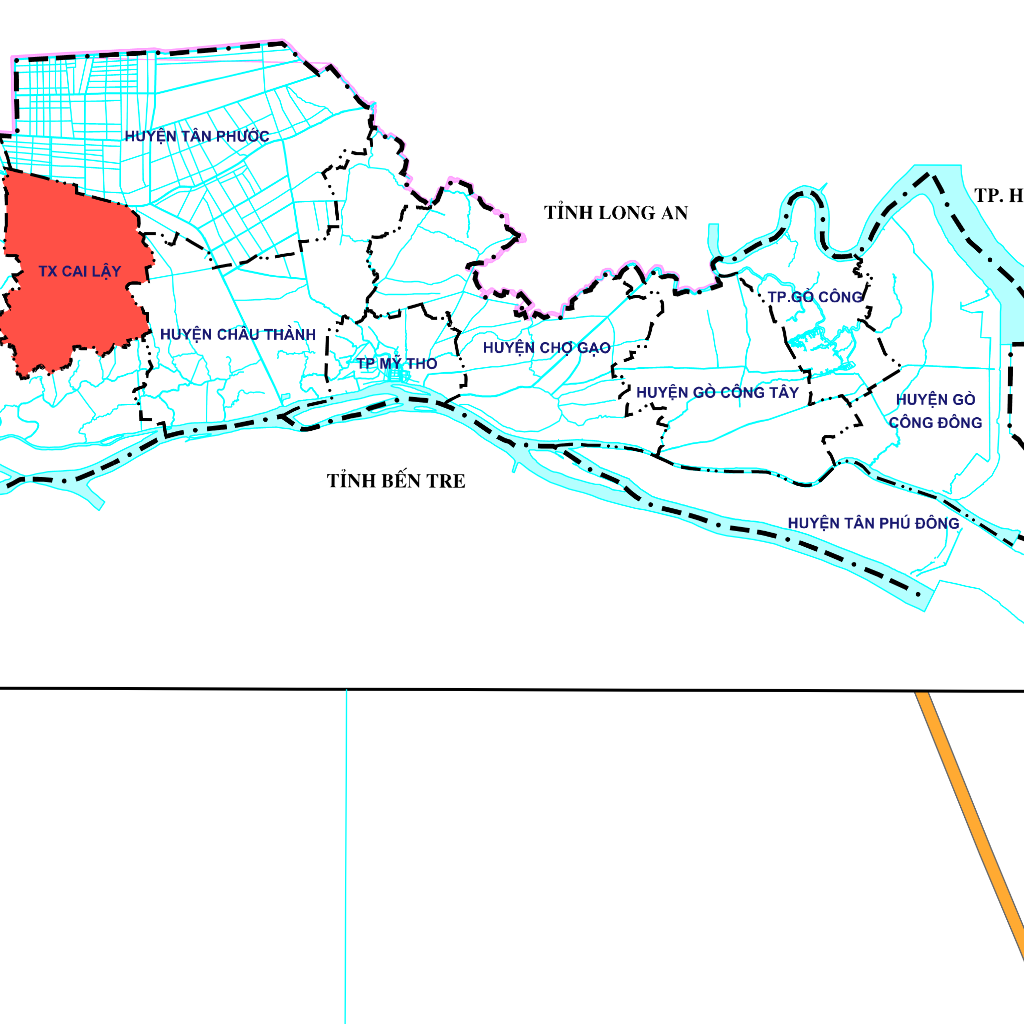 HUYỆN TÂN PHƯỚC
TP. H
TỈNH LONG AN
TX CAI LẬY
TP.GÒ CÔNG
HUYỆN CHÂU THÀNH
HUYỆN CHỢ GẠO
TP MỸ THO
HUYỆN GÒ CÔNG TÂY
HUYỆN GÒ
CÔNG ĐÔNG
TỈNH BẾN TRE
HUYỆN TÂN PHÚ ĐÔNG